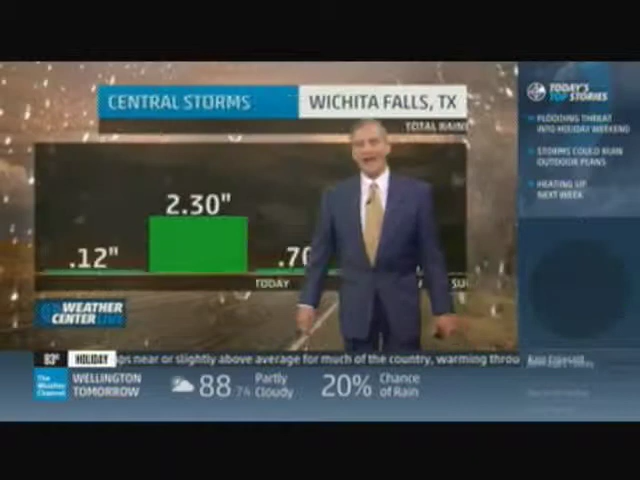 CENTRAL STORMS
WICHITA FALLS, TX
TOTAL RAIN
.12"
2.30"
.70
TODAY
SU
WEATHER
CENTER LIVE
TODAY'S
TOP STORIES
FLOODING THREAT
INTO HOLIDAY WEEKEND
STORMS COULD RUIN
OUTDOOR PLANS
HEATING UP
NEXT WEEK
83°
HOLIDAY
ps near or slightly above average for much of the country, warming throu
The
Weather
Channel
WELLINGTON
TOMORROW
88
74
Partly
Cloudy
20%
Chance
of Rain